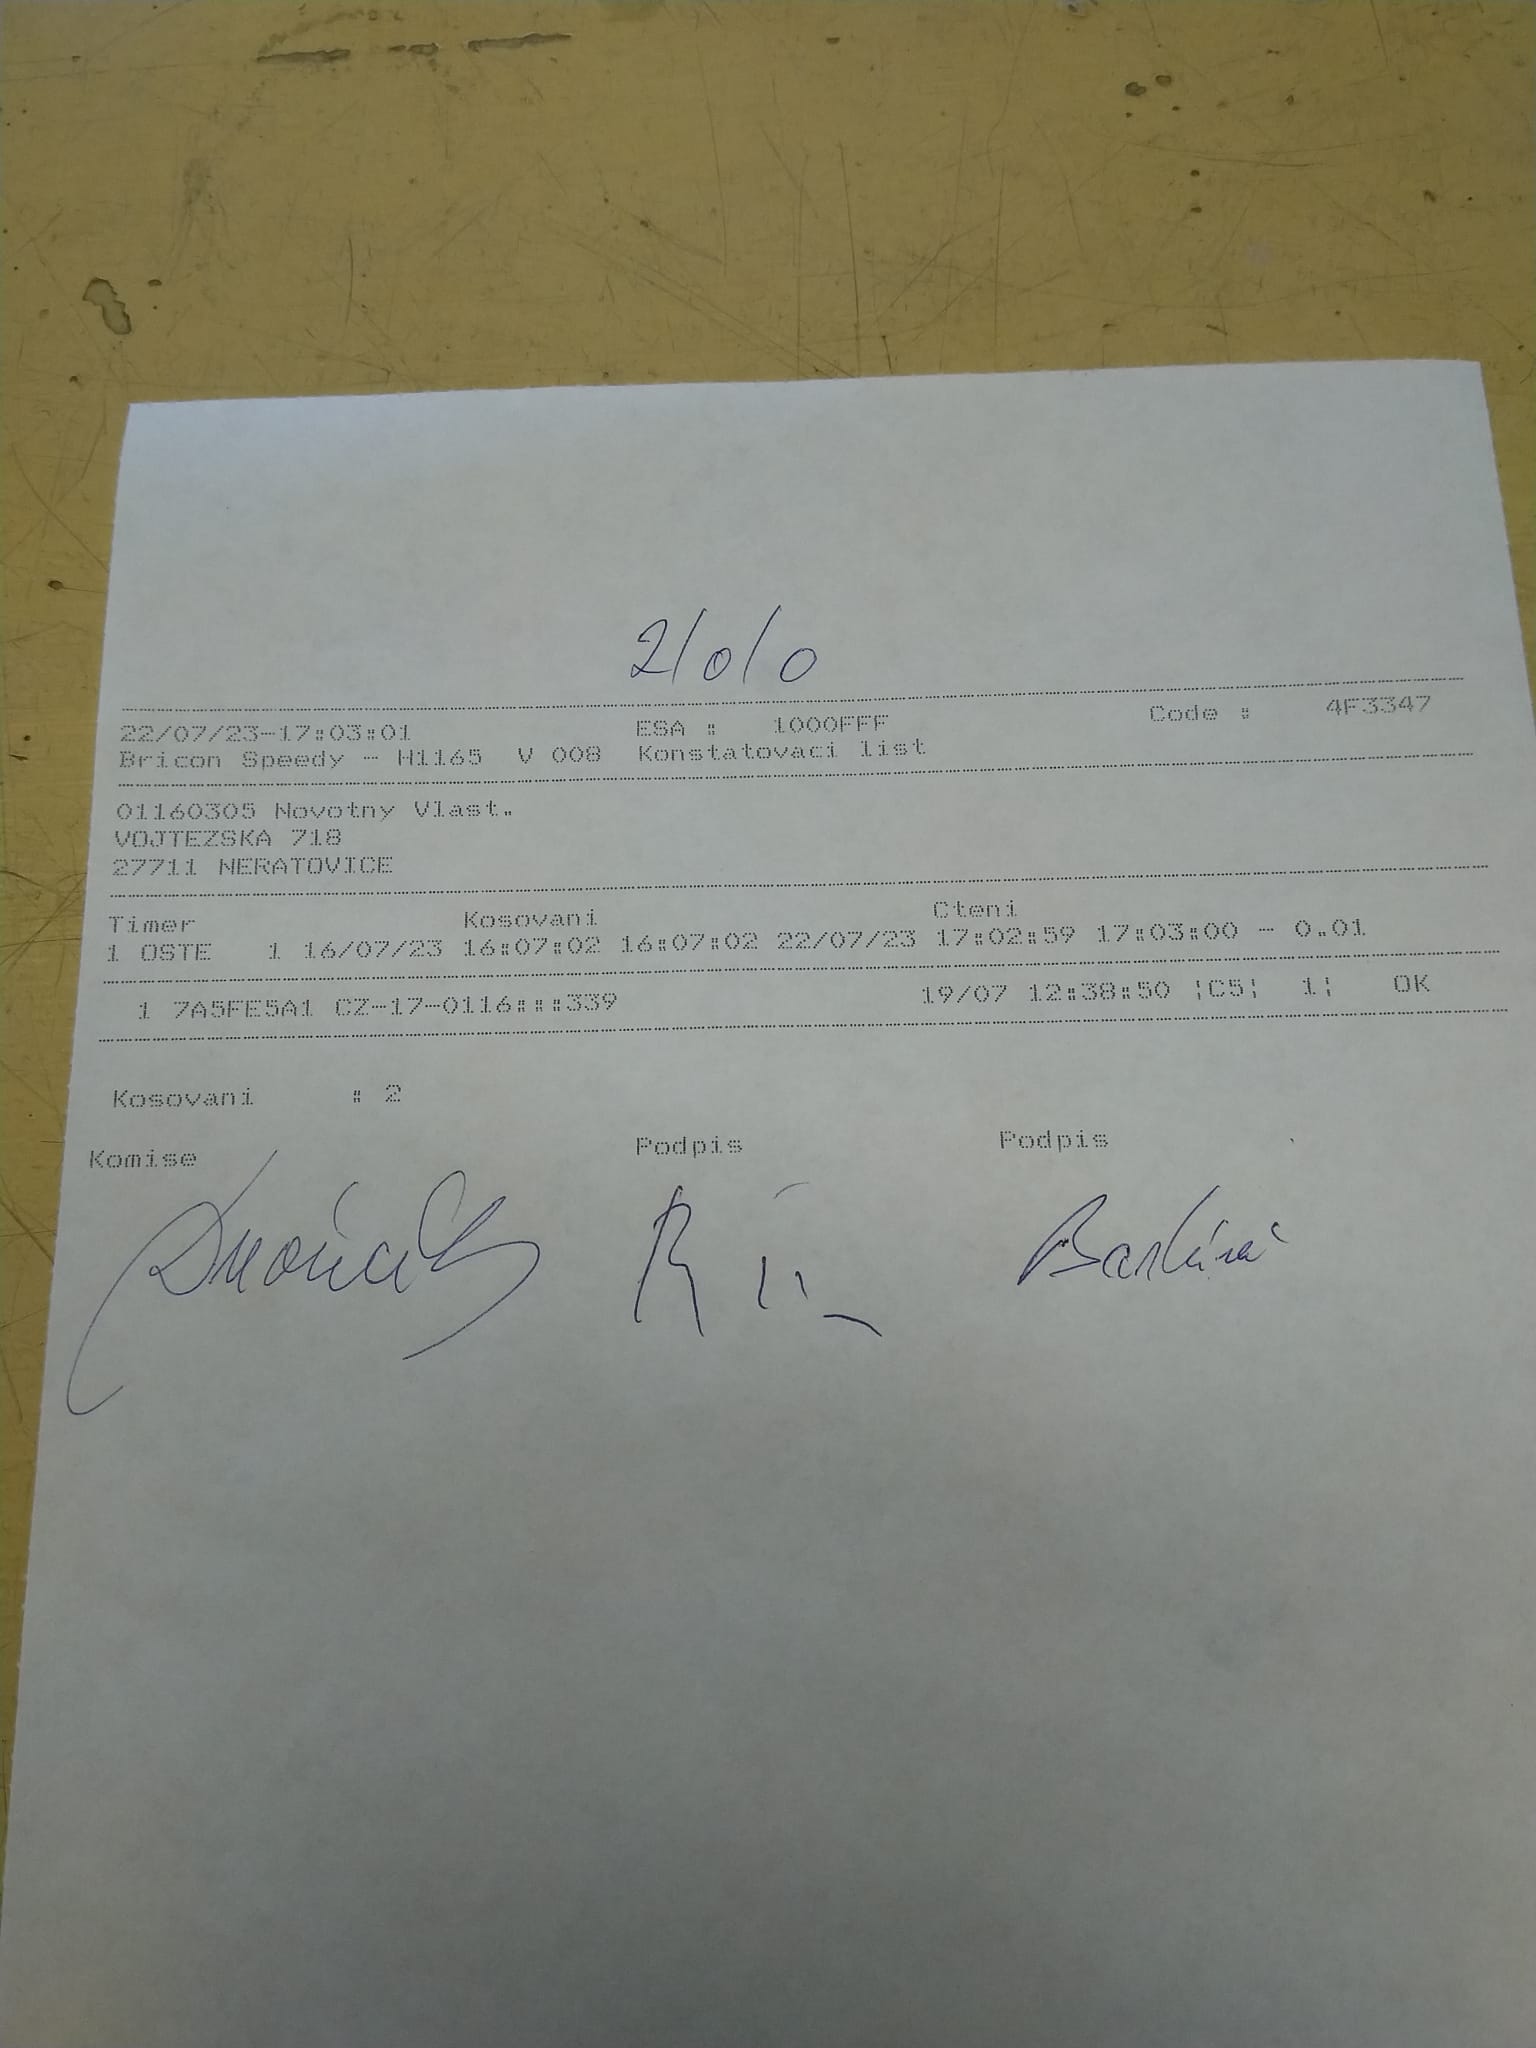 2/0/0
22/07/23-17:03:01 ESA : 1000FFF Code : 4F3347
Bricon Speedy - H1165 V 008 Konstatovaci list
01160305 Novotny Vlast.
VOJTEZSKA 718
27711 NERATOVICE
Timer Kosovani Cteni
1 OSTE 1 16/07/23 16:07:02 16:07:02 22/07/23 17:02:59 17:03:00 - 0.01
1 7A5FE5A1 CZ-17-0116:::339 19/07 12:38:50 ¦C5¦ 1¦ OK
Kosovani : 2
Komise Podpis Podpis